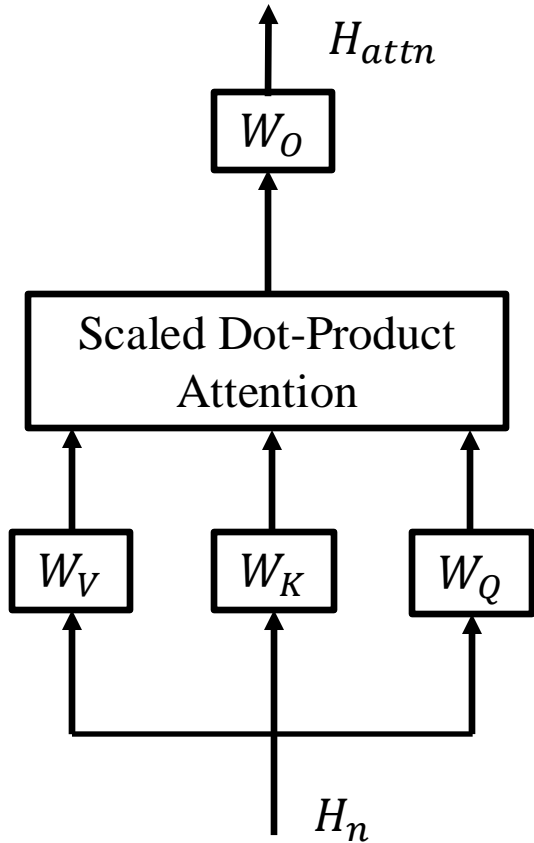 H_attn
W_O
Scaled Dot-Product
Attention
W_V W_K W_Q
H_n